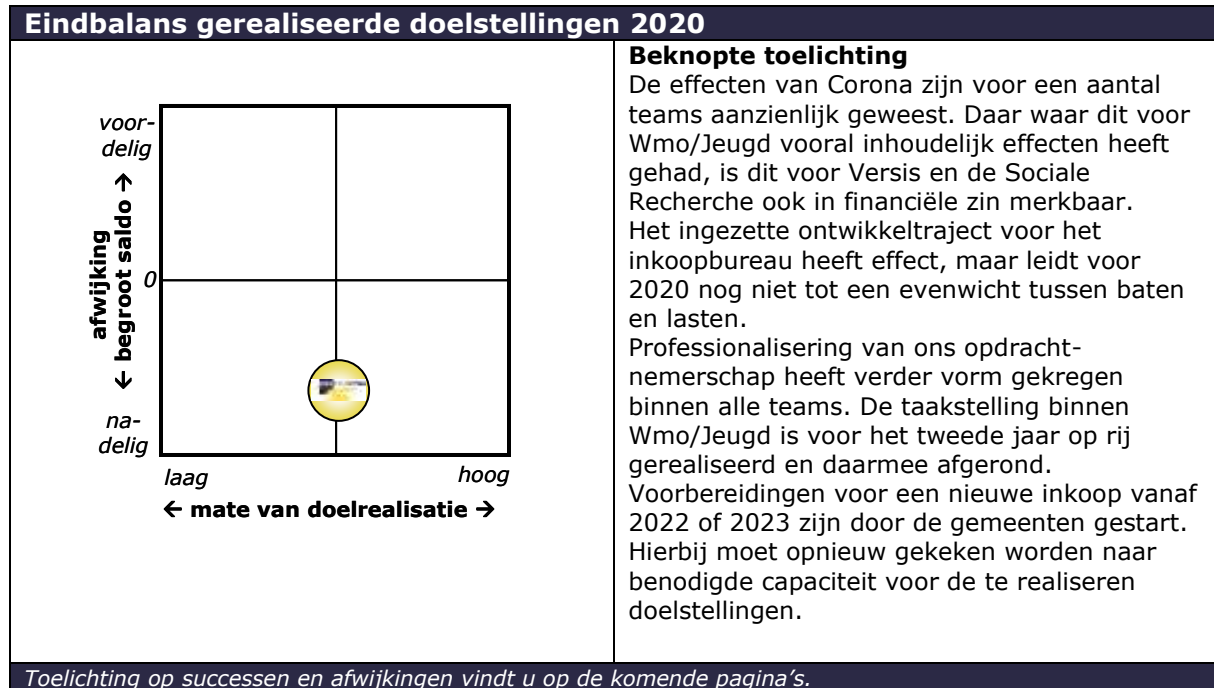 Eindbalans gerealiseerde doelstellingen 2020
voor-
delig
afwijking
← begroot saldo →
0
na-
delig
laag
hoog
← mate van doelrealisatie →
Beknopte toelichting
De effecten van Corona zijn voor een aantal
teams aanzienlijk geweest. Daar waar dit voor
Wmo/Jeugd vooral inhoudelijk effecten heeft
gehad, is dit voor Versis en de Sociale
Recherche ook in financiële zin merkbaar.
Het ingezette ontwikkeltraject voor het
inkoopbureau heeft effect, maar leidt voor
2020 nog niet tot een evenwicht tussen baten
en lasten.
Professionalisering van ons opdracht-
nemerschap heeft verder vorm gekregen
binnen alle teams. De taakstelling binnen
Wmo/Jeugd is voor het tweede jaar op rij
gerealiseerd en daarmee afgerond.
Voorbereidingen voor een nieuwe inkoop vanaf
2022 of 2023 zijn door de gemeenten gestart.
Hierbij moet opnieuw gekeken worden naar
benodigde capaciteit voor de te realiseren
doelstellingen.
Toelichting op successen en afwijkingen vindt u op de komende pagina's.